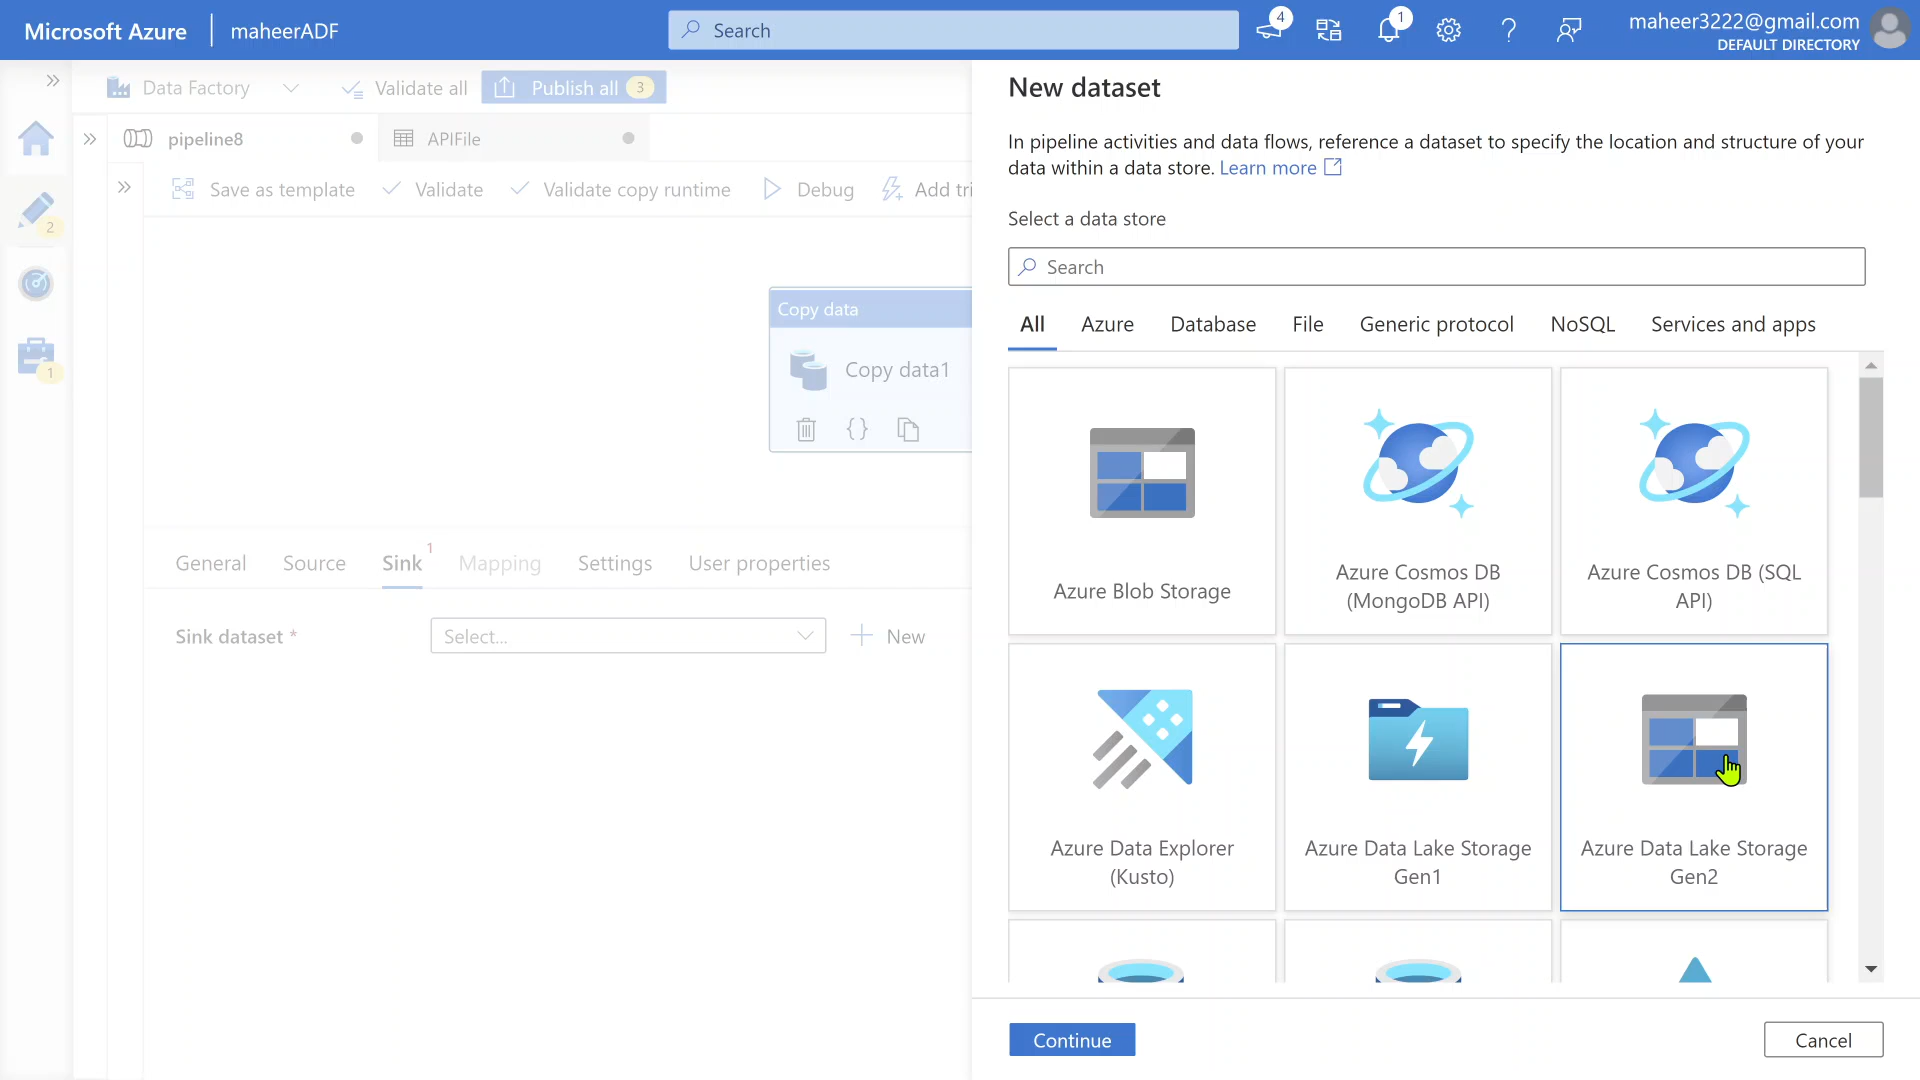 Microsoft Azure
maheerADF
Search
4
1
maheer3222@gmail.com
DEFAULT DIRECTORY
Data Factory
Validate all
Publish all 3
pipeline8
APIFile
2
1
Save as template
Validate
Validate copy runtime
Debug
Add tri
Copy data
Copy data1
General
Source
Sink 1
Mapping
Settings
User properties
Sink dataset *
Select...
New
New dataset
In pipeline activities and data flows, reference a dataset to specify the location and structure of your
data within a data store. Learn more
Select a data store
Search
All
Azure
Database
File
Generic protocol
NoSQL
Services and apps
Azure Blob Storage
Azure Cosmos DB
(MongoDB API)
Azure Cosmos DB (SQL
API)
Azure Data Explorer
(Kusto)
Azure Data Lake Storage
Gen1
Azure Data Lake Storage
Gen2
Continue
Cancel